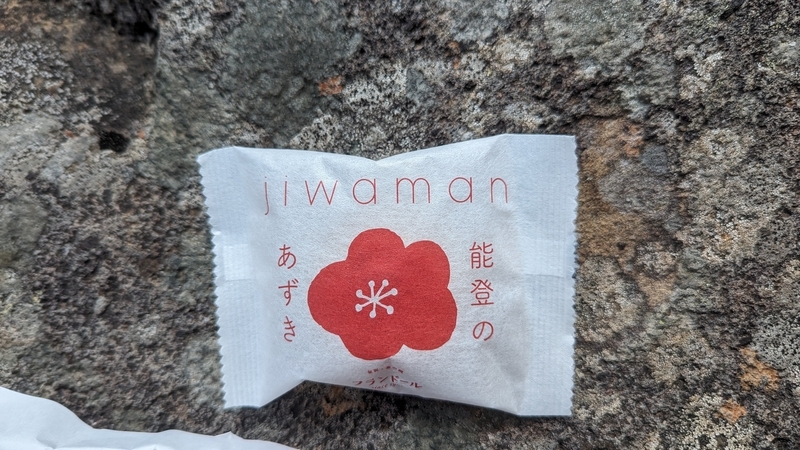 jiwaman
能登の
あずき
フランドール